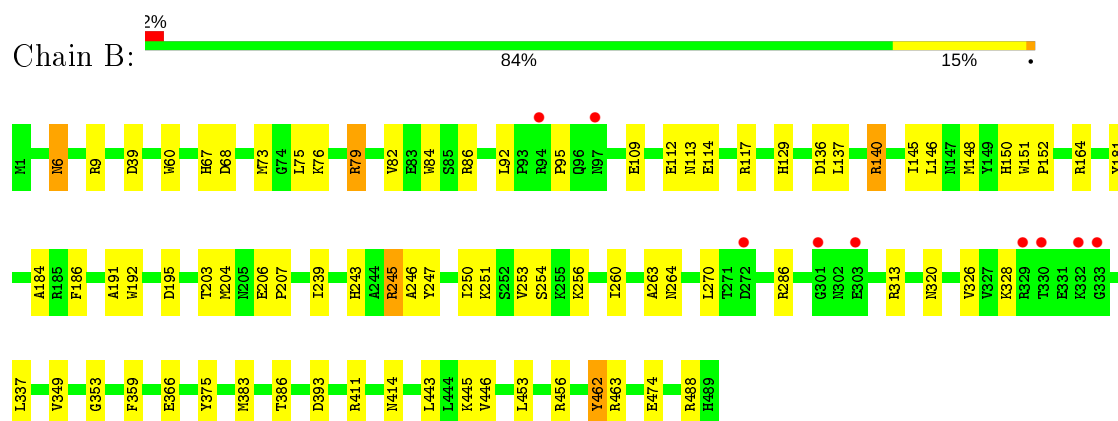 2%
Chain B:
84% 15% •
M1 N6 R9 D39 W60 H67 D68 M73 G74 L75 K76 R79 V82 E83 W84 S85 R86 L92 P93 R94 P95 Q96 N97 E109 E112 N113 E114 R117 H129 D136 L137 R140 I145 L146 N147 M148 Y149 H150 W151 P152 R164 Y181
A184 R185 F186 A191 W192 D195 T203 M204 N205 E206 P207 I239 H243 A244 R245 A246 Y247 I250 K251 S252 V253 S254 K255 K256 I260 A263 N264 L270 T271 D272 R286 G301 N302 E303 R313 N320 V326 V327 K328 R329 T330 E331 K332 G333
L337 V349 G353 F359 E366 Y375 M383 T386 D393 R411 N414 L443 L444 K445 V446 L453 R456 Y462 R463 E474 R488 H489